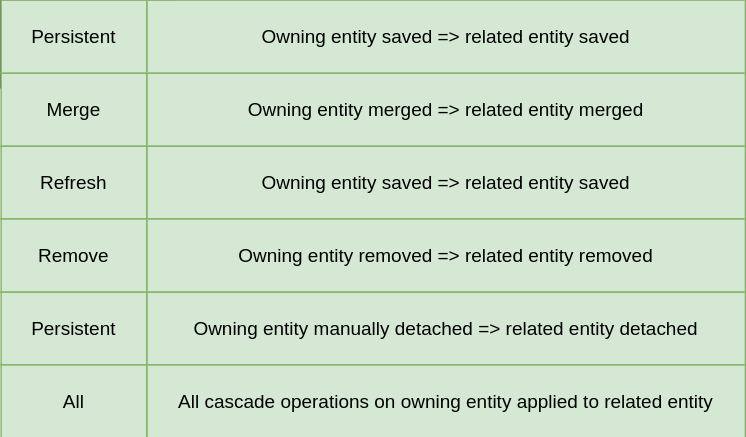 Persistent
Owning entity saved => related entity saved
Merge
Owning entity merged => related entity merged
Refresh
Owning entity saved => related entity saved
Remove
Owning entity removed => related entity removed
Persistent
Owning entity manually detached => related entity detached
All
All cascade operations on owning entity applied to related entity